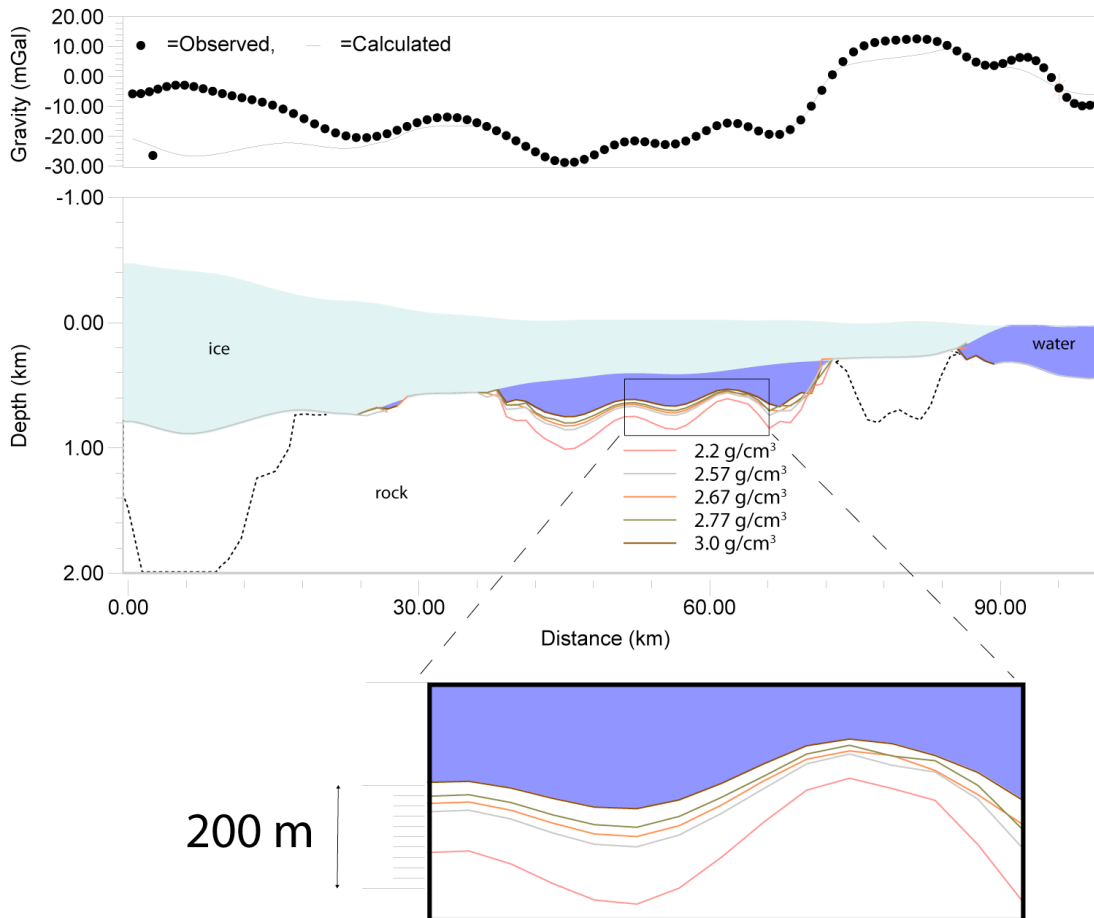 20.00
10.00
0.00
-10.00
-20.00
-30.00
Gravity (mGal)
=Observed, =Calculated
-1.00
0.00
1.00
2.00
Depth (km)
ice
water
rock
2.2 g/cm³
2.57 g/cm³
2.67 g/cm³
2.77 g/cm³
3.0 g/cm³
0.00 30.00 60.00 90.00
Distance (km)
200 m